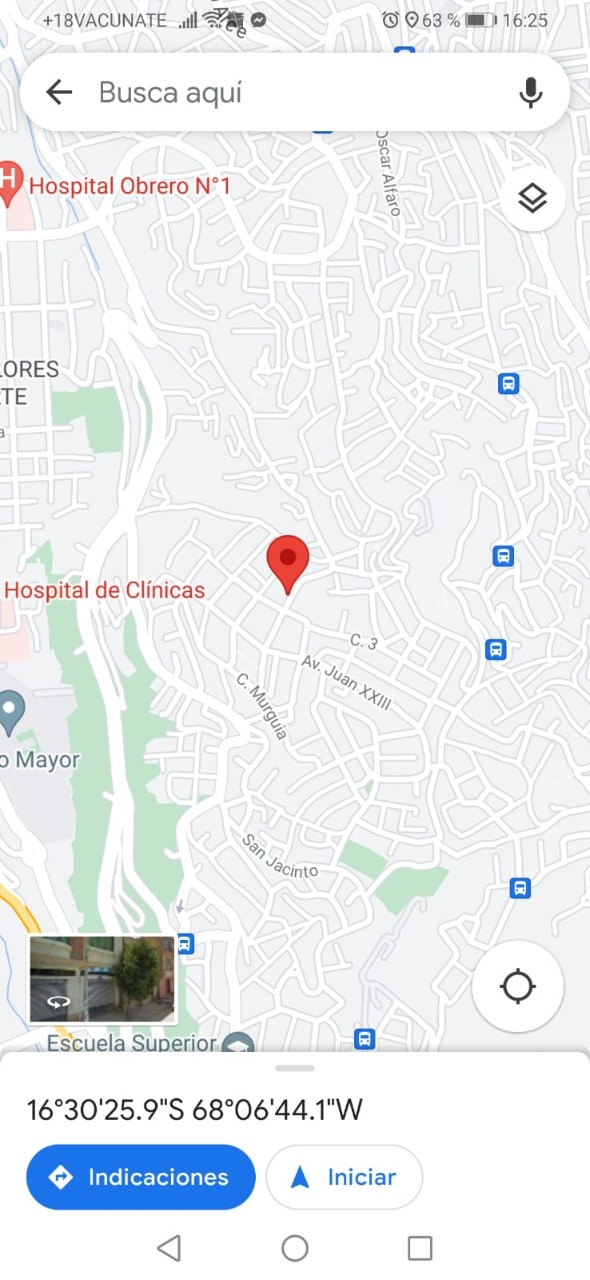 +18VACUNATE
63 %
16:25
Busca aquí
Oscar Alfaro
H
Hospital Obrero N°1
LORES
TE
a
Hospital de Clínicas
C. 3
Av. Juan XXIII
C. Murguia
o Mayor
San Jacinto
Escuela Superior
16°30'25.9"S 68°06'44.1"W
Indicaciones
Iniciar